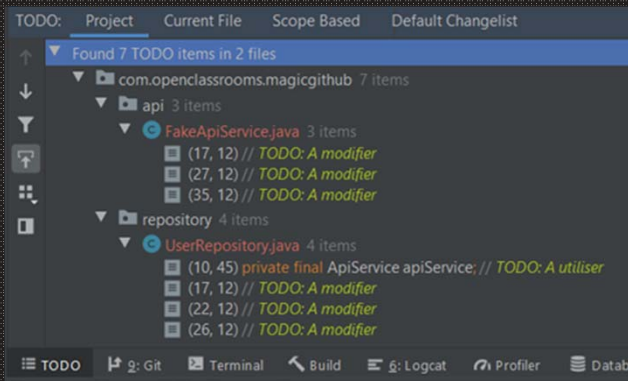 TODO: Project Current File Scope Based Default Changelist
Found 7 TODO items in 2 files
com.openclassrooms.magicgithub 7 items
api 3 items
FakeApiService.java 3 items
(17, 12) // TODO: A modifier
(27, 12) // TODO: A modifier
(35, 12) // TODO: A modifier
repository 4 items
UserRepository.java 4 items
(10, 45) private final ApiService apiService; // TODO: A utiliser
(17, 12) // TODO: A modifier
(22, 12) // TODO: A modifier
(26, 12) // TODO: A modifier
TODO 9: Git Terminal Build 6: Logcat Profiler Datab